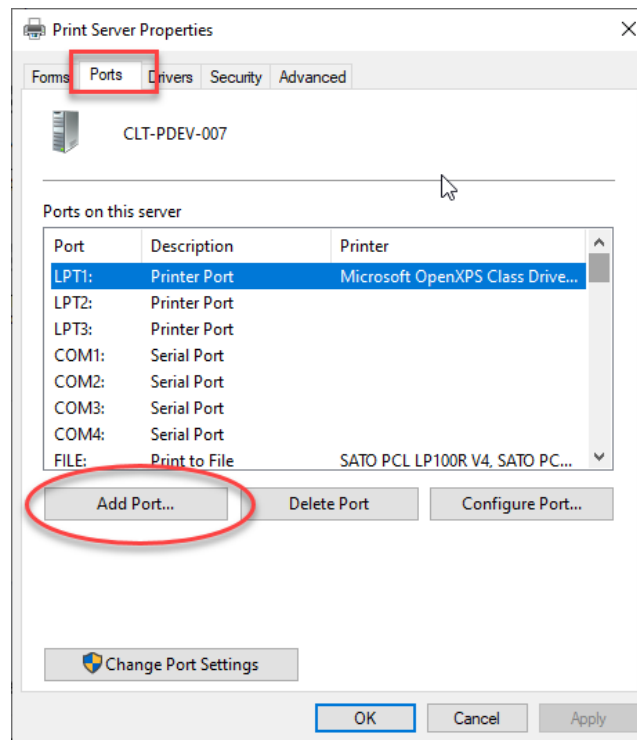 Print Server Properties
Forms Ports Drivers Security Advanced
CLT-PDEV-007
Ports on this server
Port Description Printer
LPT1: Printer Port Microsoft OpenXPS Class Drive...
LPT2: Printer Port
LPT3: Printer Port
COM1: Serial Port
COM2: Serial Port
COM3: Serial Port
COM4: Serial Port
FILE: Print to File SATO PCL LP100R V4, SATO PC...
Add Port... Delete Port Configure Port...
Change Port Settings
OK Cancel Apply